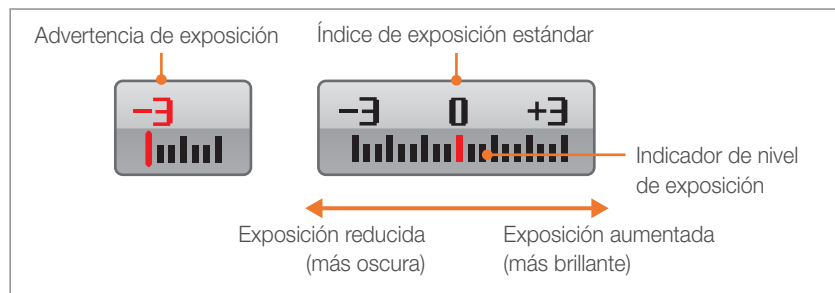 Advertencia de exposición
Índice de exposición estándar
-3
-3 0 +3
Indicador de nivel
de exposición
Exposición reducida
(más oscura)
Exposición aumentada
(más brillante)